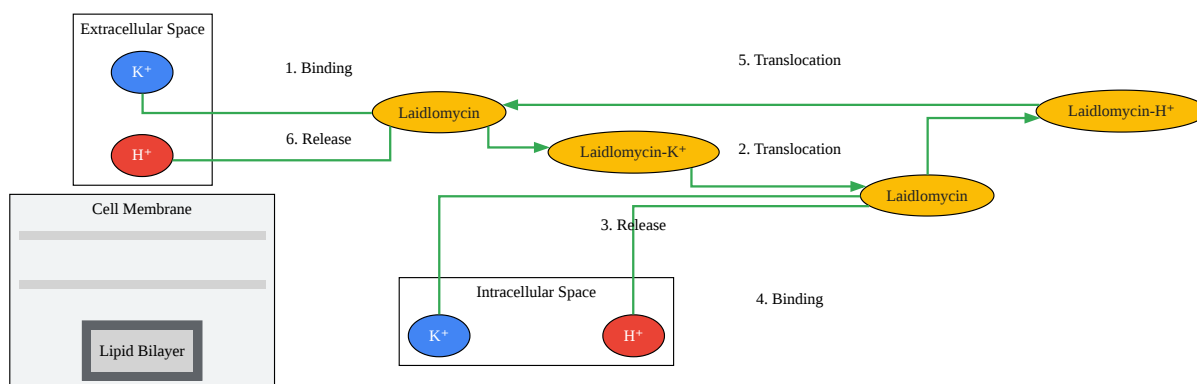 Extracellular Space
K⁺
H⁺
1. Binding
6. Release
Laidlomycin
5. Translocation
Laidlomycin-H⁺
Laidlomycin-K⁺
2. Translocation
Laidlomycin
3. Release
4. Binding
Cell Membrane
Lipid Bilayer
Intracellular Space
K⁺
H⁺